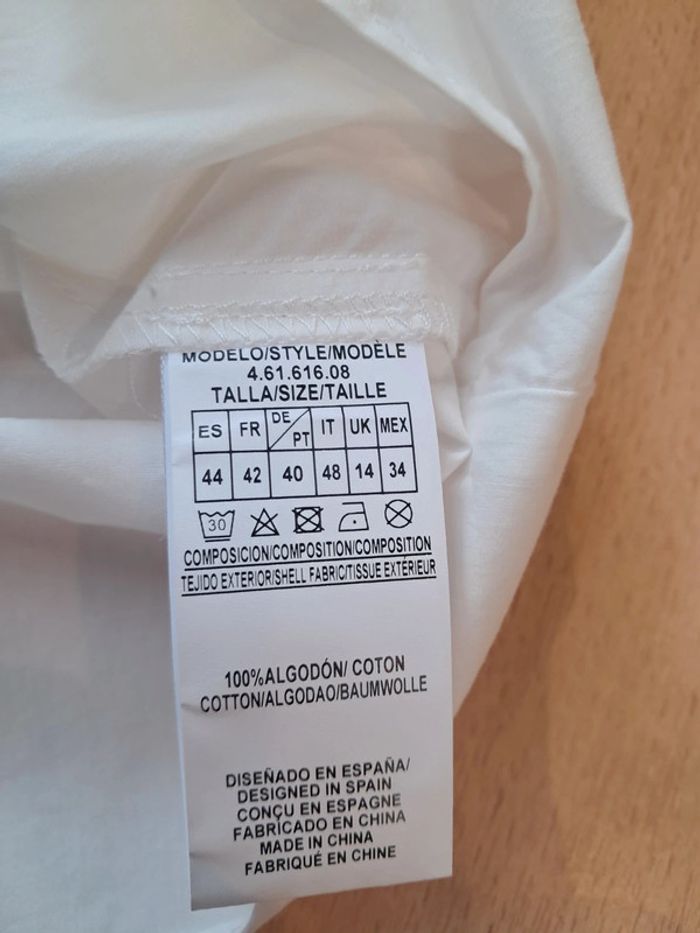 MODELO/STYLE/MODÈLE
4.61.616.08
TALLA/SIZE/TAILLE
ES FR DE/PT IT UK MEX
44 42 40 48 14 34
30
COMPOSICION/COMPOSITION/COMPOSITION
TEJIDO EXTERIOR/SHELL FABRIC/TISSUE EXTÉRIEUR
100%ALGODÓN/ COTON
COTTON/ALGODAO/BAUMWOLLE
DISEÑADO EN ESPAÑA/
DESIGNED IN SPAIN
CONÇU EN ESPAGNE
FABRICADO EN CHINA
MADE IN CHINA
FABRIQUÉ EN CHINE